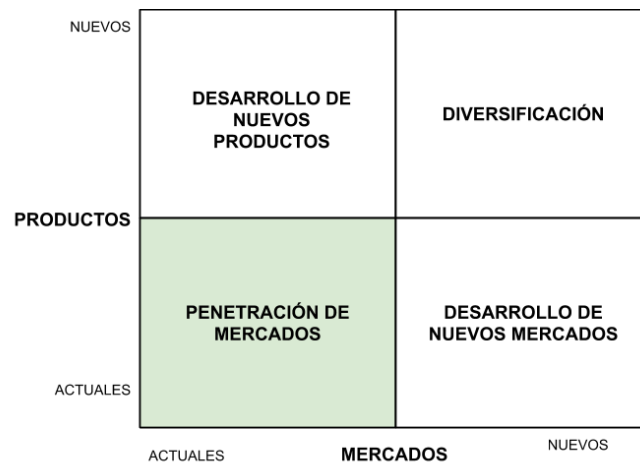 NUEVOS
DESARROLLO DE
NUEVOS
PRODUCTOS
DIVERSIFICACIÓN
PRODUCTOS
PENETRACIÓN DE
MERCADOS
DESARROLLO DE
NUEVOS MERCADOS
ACTUALES
ACTUALES
MERCADOS
NUEVOS